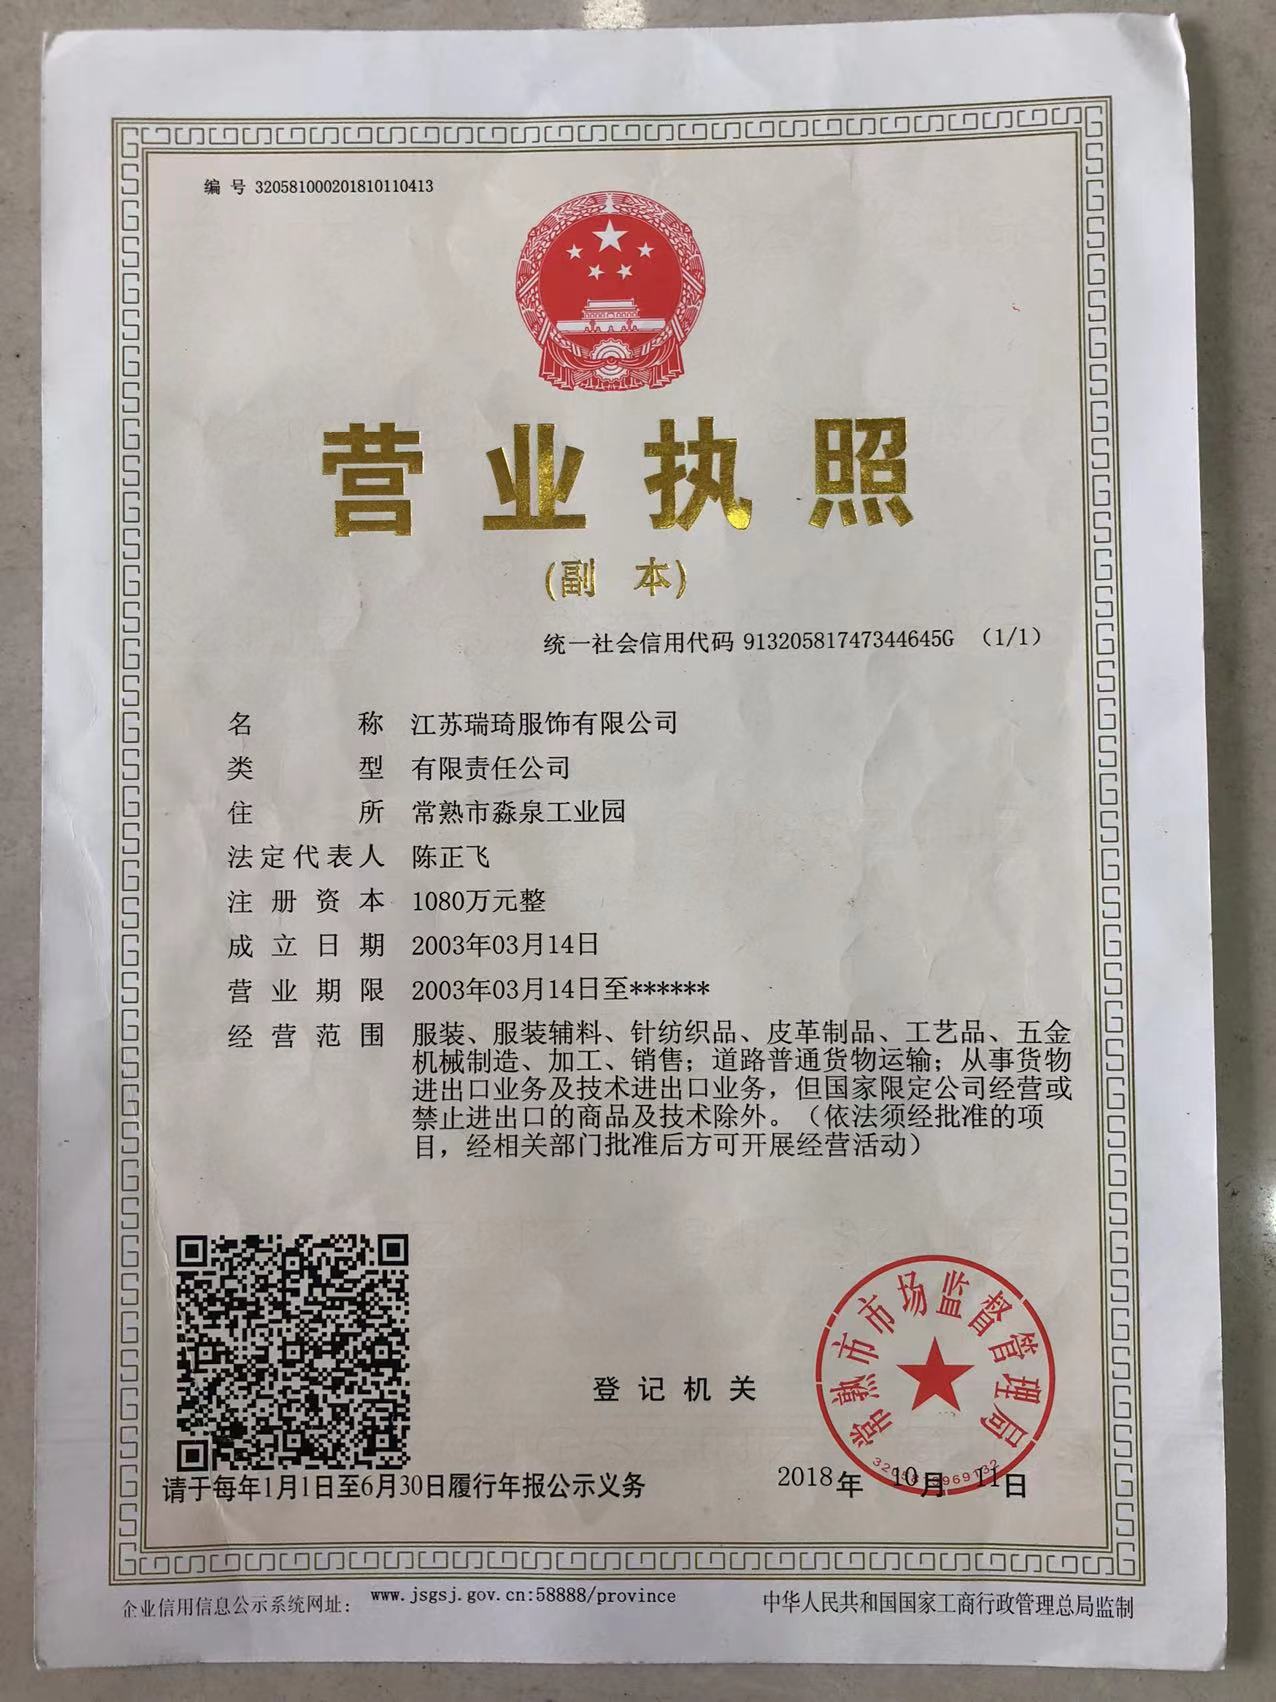 编 号 320581000201810110413
营业执照
(副 本)
统一社会信用代码 91320581747344645G （1/1）
名 称 江苏瑞琦服饰有限公司
类 型 有限责任公司
住 所 常熟市淼泉工业园
法定代表人 陈正飞
注 册 资 本 1080万元整
成 立 日 期 2003年03月14日
营 业 期 限 2003年03月14日至******
经 营 范 围 服装、服装辅料、针纺织品、皮革制品、工艺品、五金
机械制造、加工、销售；道路普通货物运输；从事货物
进出口业务及技术进出口业务，但国家限定公司经营或
禁止进出口的商品及技术除外。（依法须经批准的项
目，经相关部门批准后方可开展经营活动）
常熟市市场监督管理局
登 记 机 关
2018年 10月 11日
请于每年1月1日至6月30日履行年报公示义务
企业信用信息公示系统网址： www.jsgsj.gov.cn:58888/province
中华人民共和国国家工商行政管理总局监制